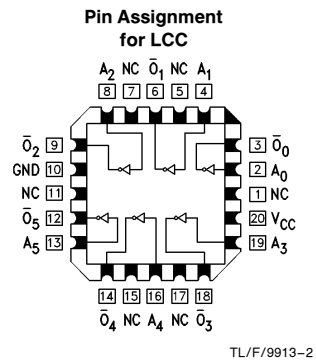 Pin Assignment
for LCC
A2 NC Ō1 NC A1
8 7 6 5 4
Ō2 9
3 Ō0
GND 10
2 A0
NC 11
1 NC
Ō5 12
20 VCC
A5 13
19 A3
14 15 16 17 18
Ō4 NC A4 NC Ō3
TL/F/9913–2